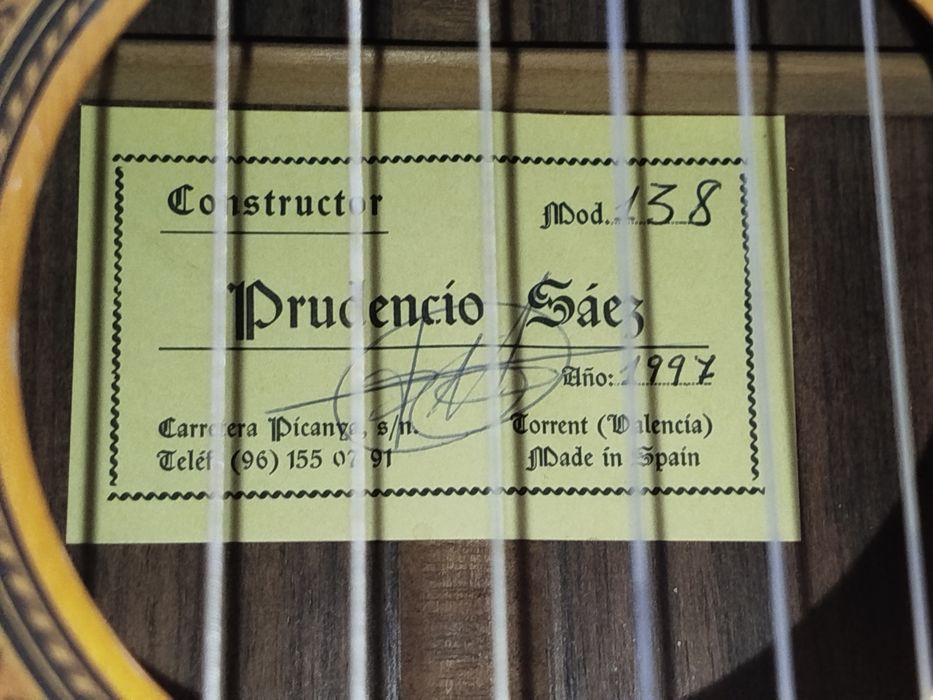 Constructor
Mod. 138
Prudencio Sáez
Año: 1997
Carretera Picanya, s/n.
Torrent (Valencia)
Teléf. (96) 155 07 91
Made in Spain